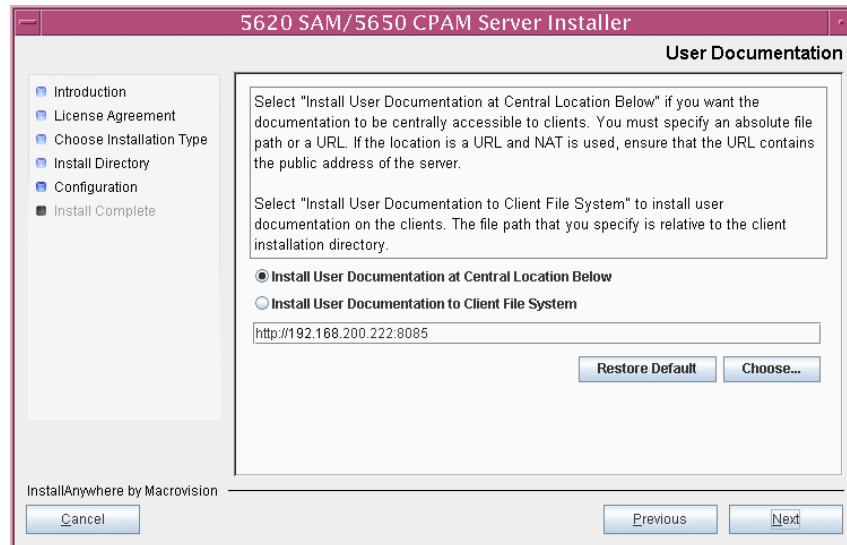 5620 SAM/5650 CPAM Server Installer
User Documentation
Introduction
License Agreement
Choose Installation Type
Install Directory
Configuration
Install Complete
Select "Install User Documentation at Central Location Below" if you want the
documentation to be centrally accessible to clients. You must specify an absolute file
path or a URL. If the location is a URL and NAT is used, ensure that the URL contains
the public address of the server.
Select "Install User Documentation to Client File System" to install user
documentation on the clients. The file path that you specify is relative to the client
installation directory.
Install User Documentation at Central Location Below
Install User Documentation to Client File System
http://192.168.200.222:8085
Restore Default
Choose...
InstallAnywhere by Macrovision
Cancel
Previous
Next